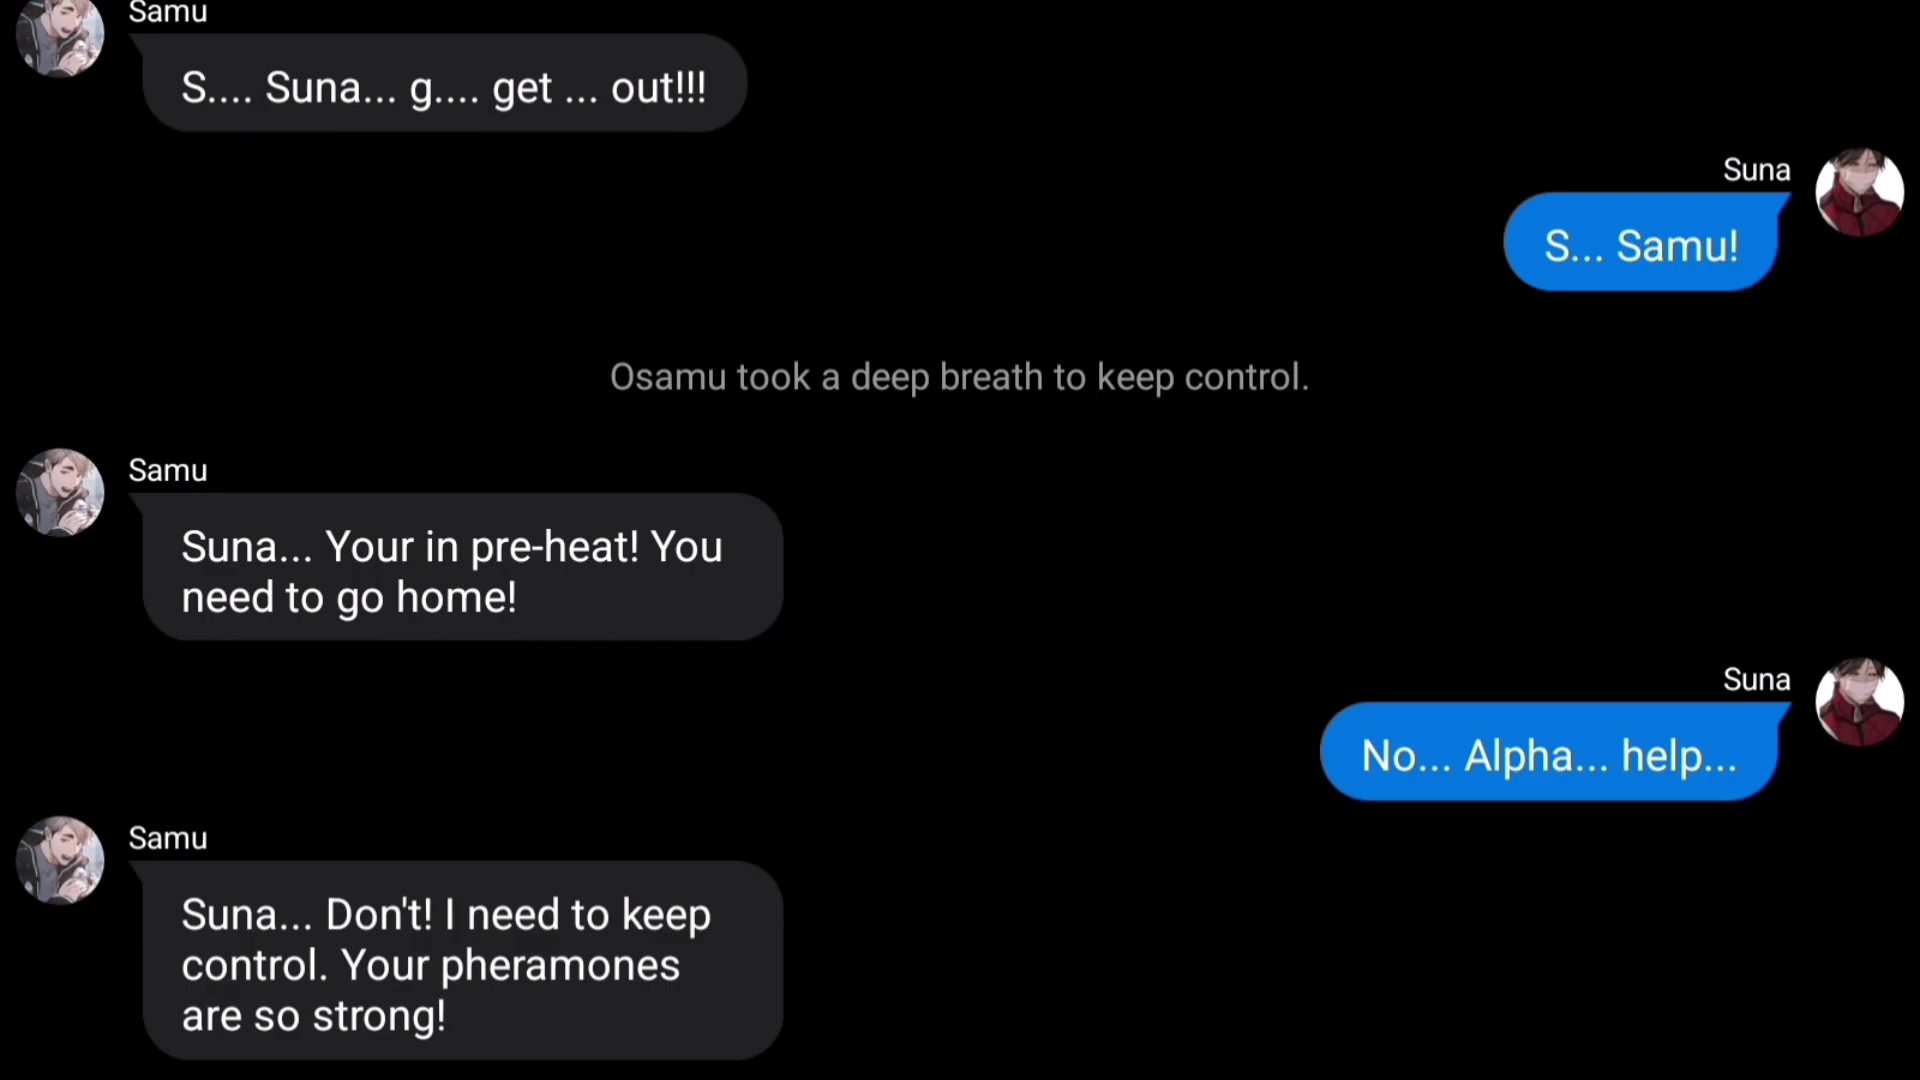 Samu
S.... Suna... g.... get ... out!!!
Suna
S... Samu!
Osamu took a deep breath to keep control.
Samu
Suna... Your in pre-heat! You
need to go home!
Suna
No... Alpha... help...
Samu
Suna... Don't! I need to keep
control. Your pheramones
are so strong!